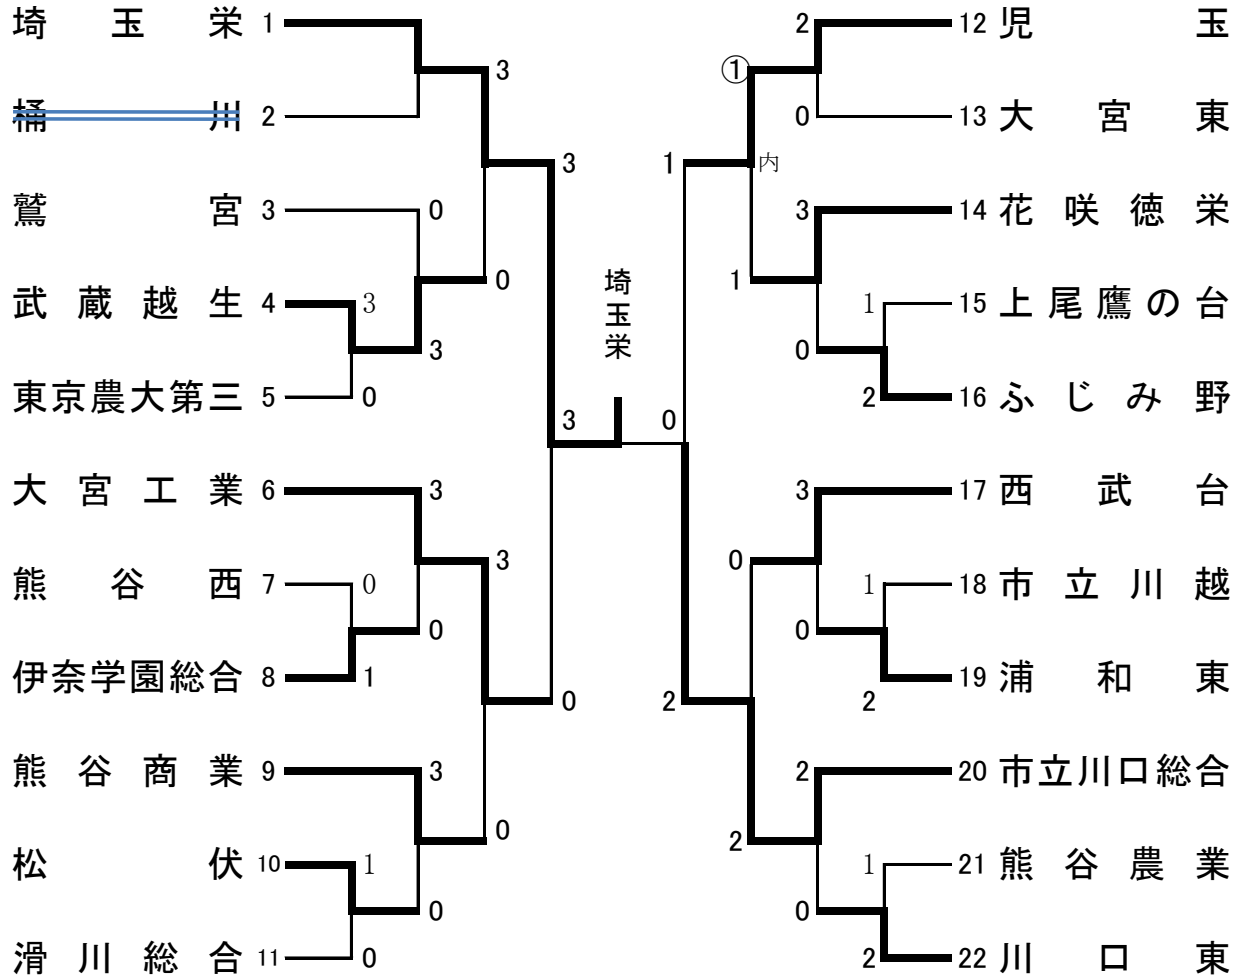 埼玉栄 1
3
桶川 2
3
鷲宮 3
0
0
武蔵越生 4
3
3
東京農大第三 5
0
大宮工業 6
3
3
熊谷西 7
0
0
伊奈学園総合 8
1
0
熊谷商業 9
3
0
松伏 10
1
0
滑川総合 11
0
3
埼玉栄
0
2
12 児玉
①
0
13 大宮東
1
内
3
14 花咲徳栄
1
1
15 上尾鷹の台
0
2
16 ふじみ野
3
17 西武台
0
1
18 市立川越
0
2
19 浦和東
2
2
20 市立川口総合
2
1
21 熊谷農業
0
2
22 川口東